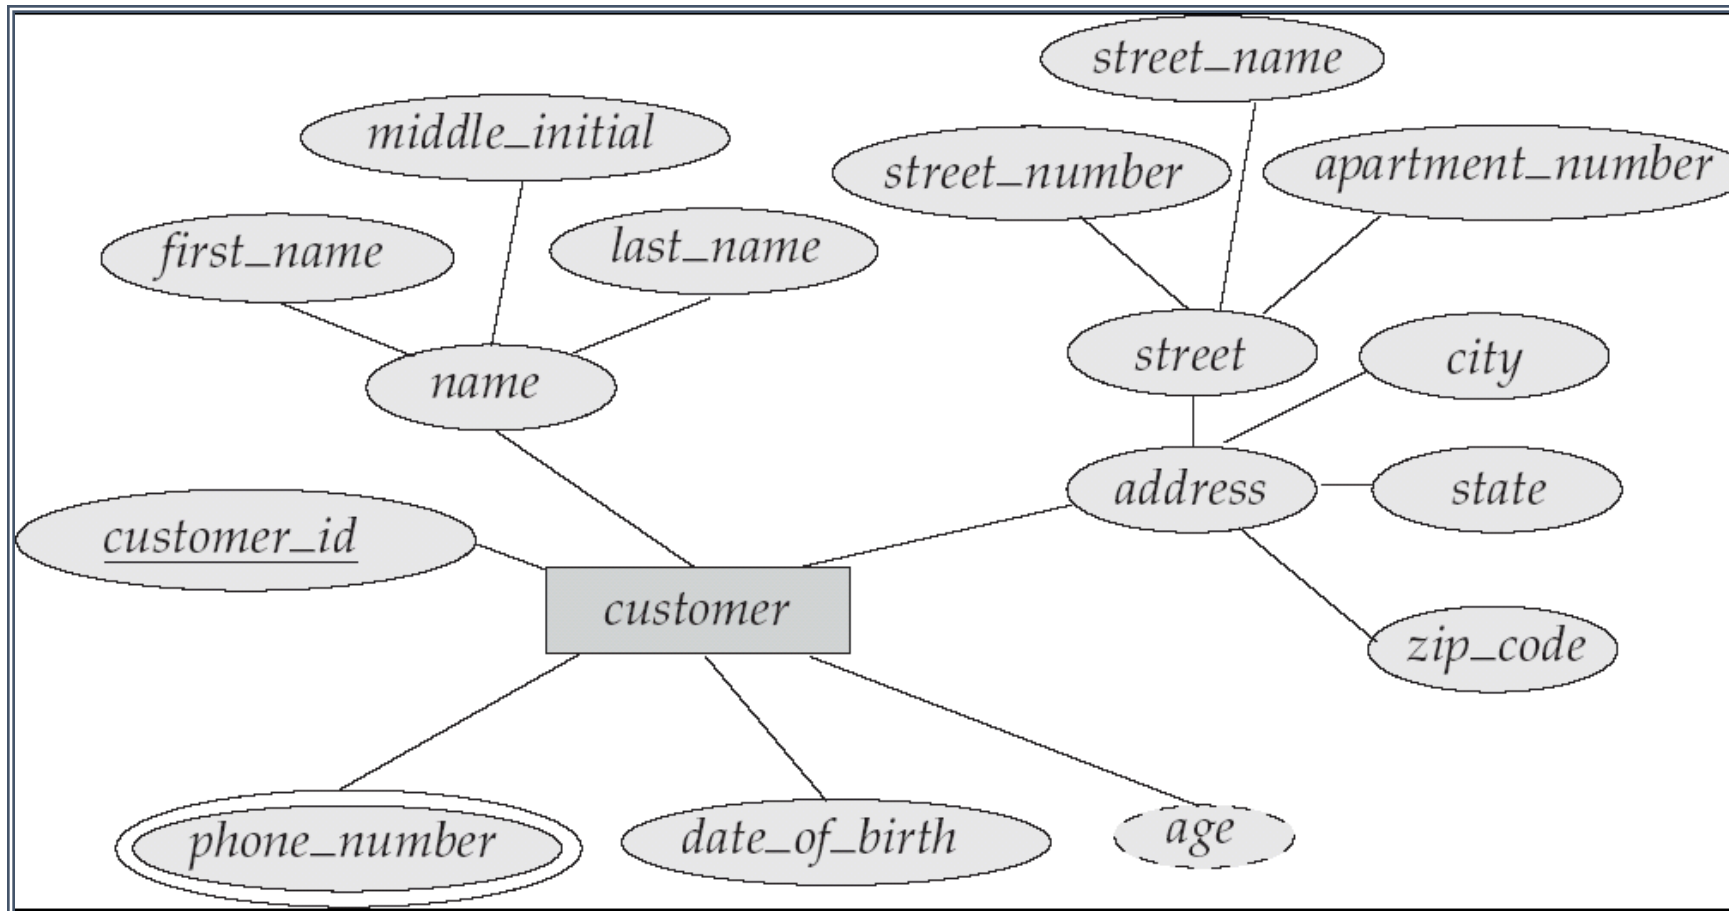 street_name
middle_initial
street_number
apartment_number
first_name
last_name
name
street
city
customer_id
address
state
customer
zip_code
phone_number
date_of_birth
age